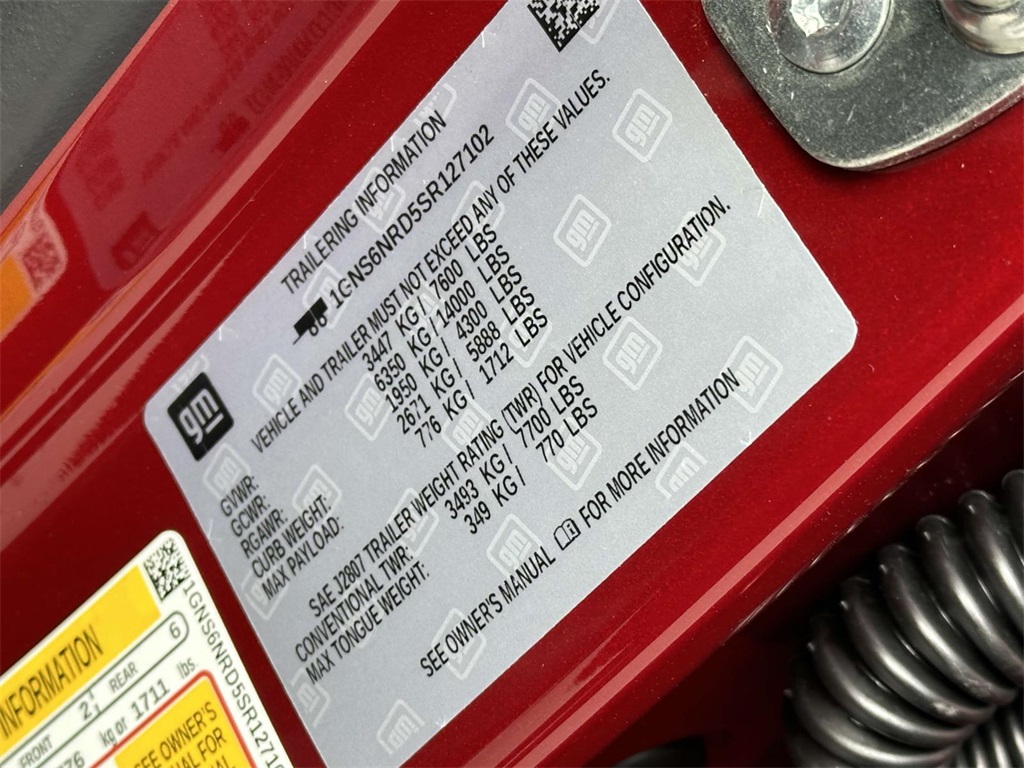 TRAILERING INFORMATION
1GNS6NRD5SR127102
VEHICLE AND TRAILER MUST NOT EXCEED ANY OF THESE VALUES.
gm
GVWR: 3447 KG / 7600 LBS
GCWR: 6350 KG / 14000 LBS
RGAWR: 1950 KG / 4300 LBS
CURB WEIGHT: 2671 KG / 5888 LBS
MAX PAYLOAD: 776 KG / 1712 LBS
SAE J2807 TRAILER WEIGHT RATING (TWR) FOR VEHICLE CONFIGURATION.
CONVENTIONAL TWR: 3493 KG / 7700 LBS
MAX TONGUE WEIGHT: 349 KG / 770 LBS
SEE OWNER'S MANUAL FOR MORE INFORMATION
1GNS6NRD5SR12710
INFORMATION
FRONT 2 REAR 6
kg or 1711 lbs
SEE OWNER'S
FOR